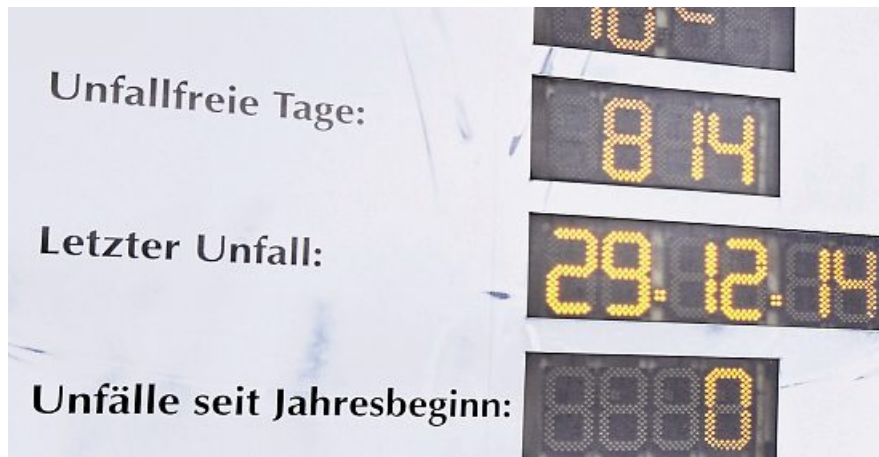 Unfallfreie Tage: 814
Letzter Unfall: 29.12.14
Unfälle seit Jahresbeginn: 0